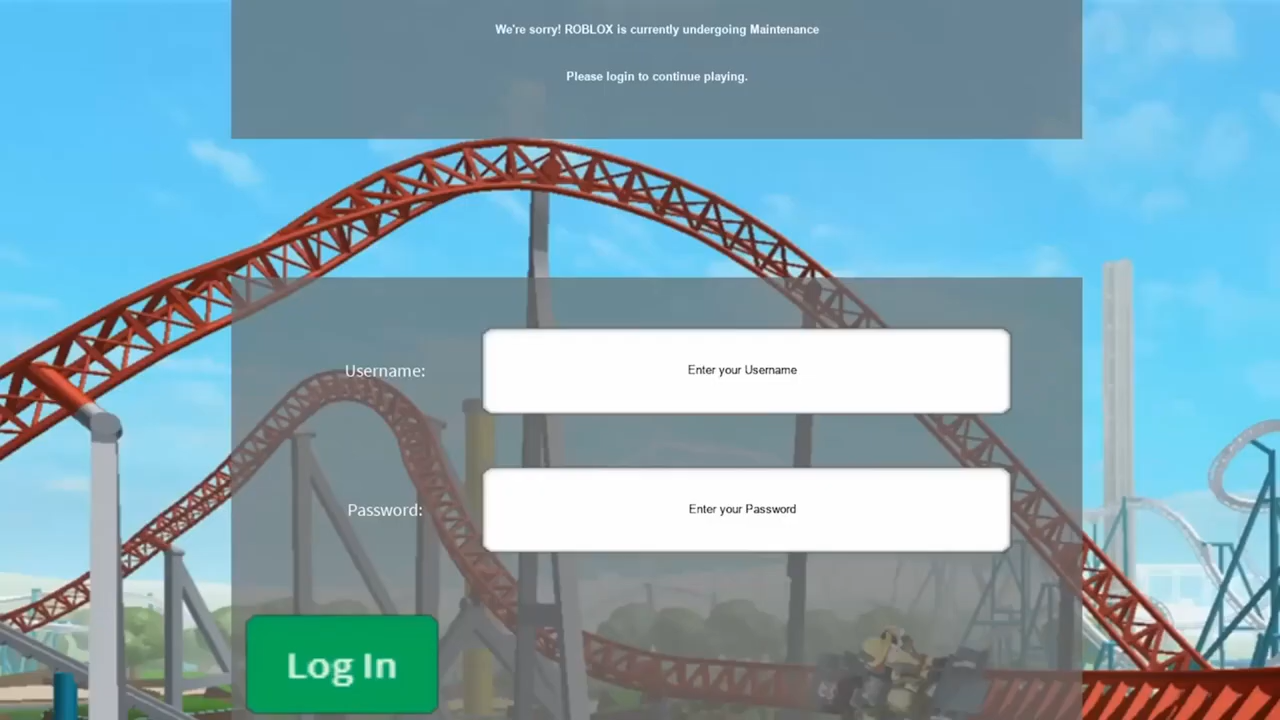 We're sorry! ROBLOX is currently undergoing Maintenance
Please login to continue playing.
Username:
Enter your Username
Password:
Enter your Password
Log In